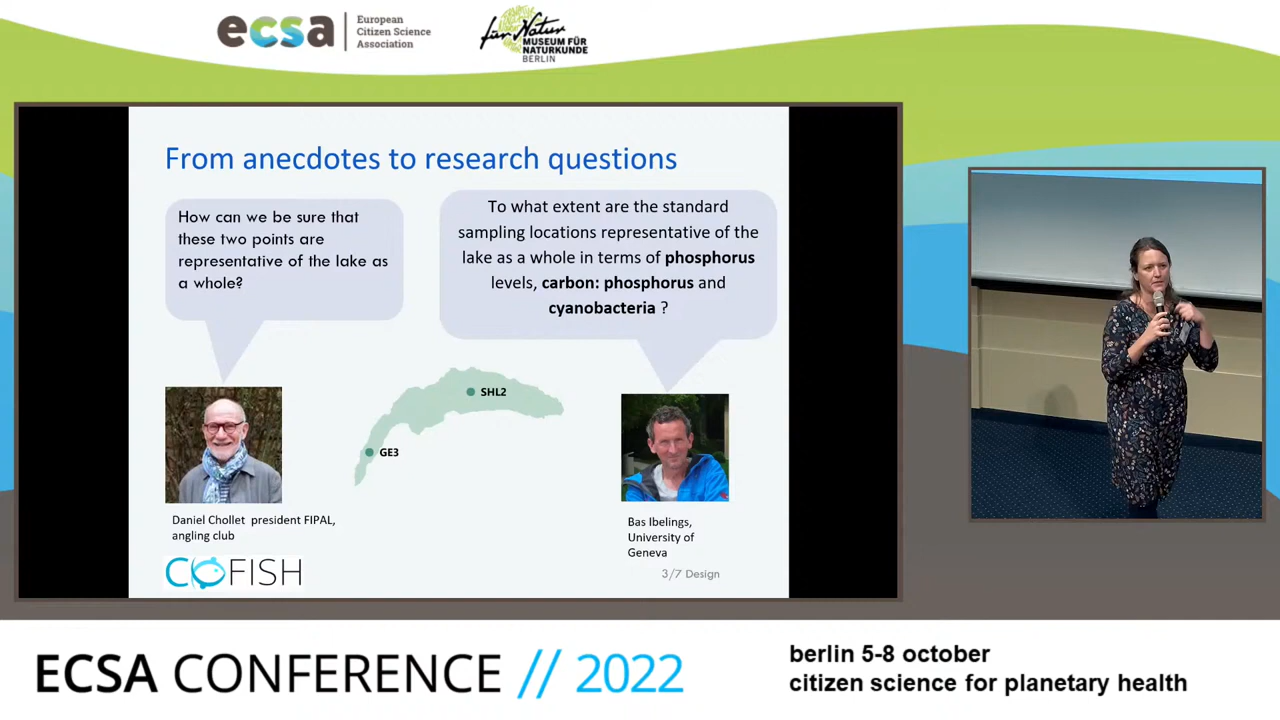 ecsa
European
Citizen Science
Association
für Natur
MUSEUM FÜR
NATURKUNDE
BERLIN
From anecdotes to research questions
How can we be sure that
these two points are
representative of the lake as
a whole?
To what extent are the standard
sampling locations representative of the
lake as a whole in terms of phosphorus
levels, carbon: phosphorus and
cyanobacteria ?
SHL2
GE3
Daniel Chollet president FIPAL,
angling club
Bas Ibelings,
University of
Geneva
COFISH
3/7 Design
ECSA CONFERENCE // 2022
berlin 5-8 october
citizen science for planetary health